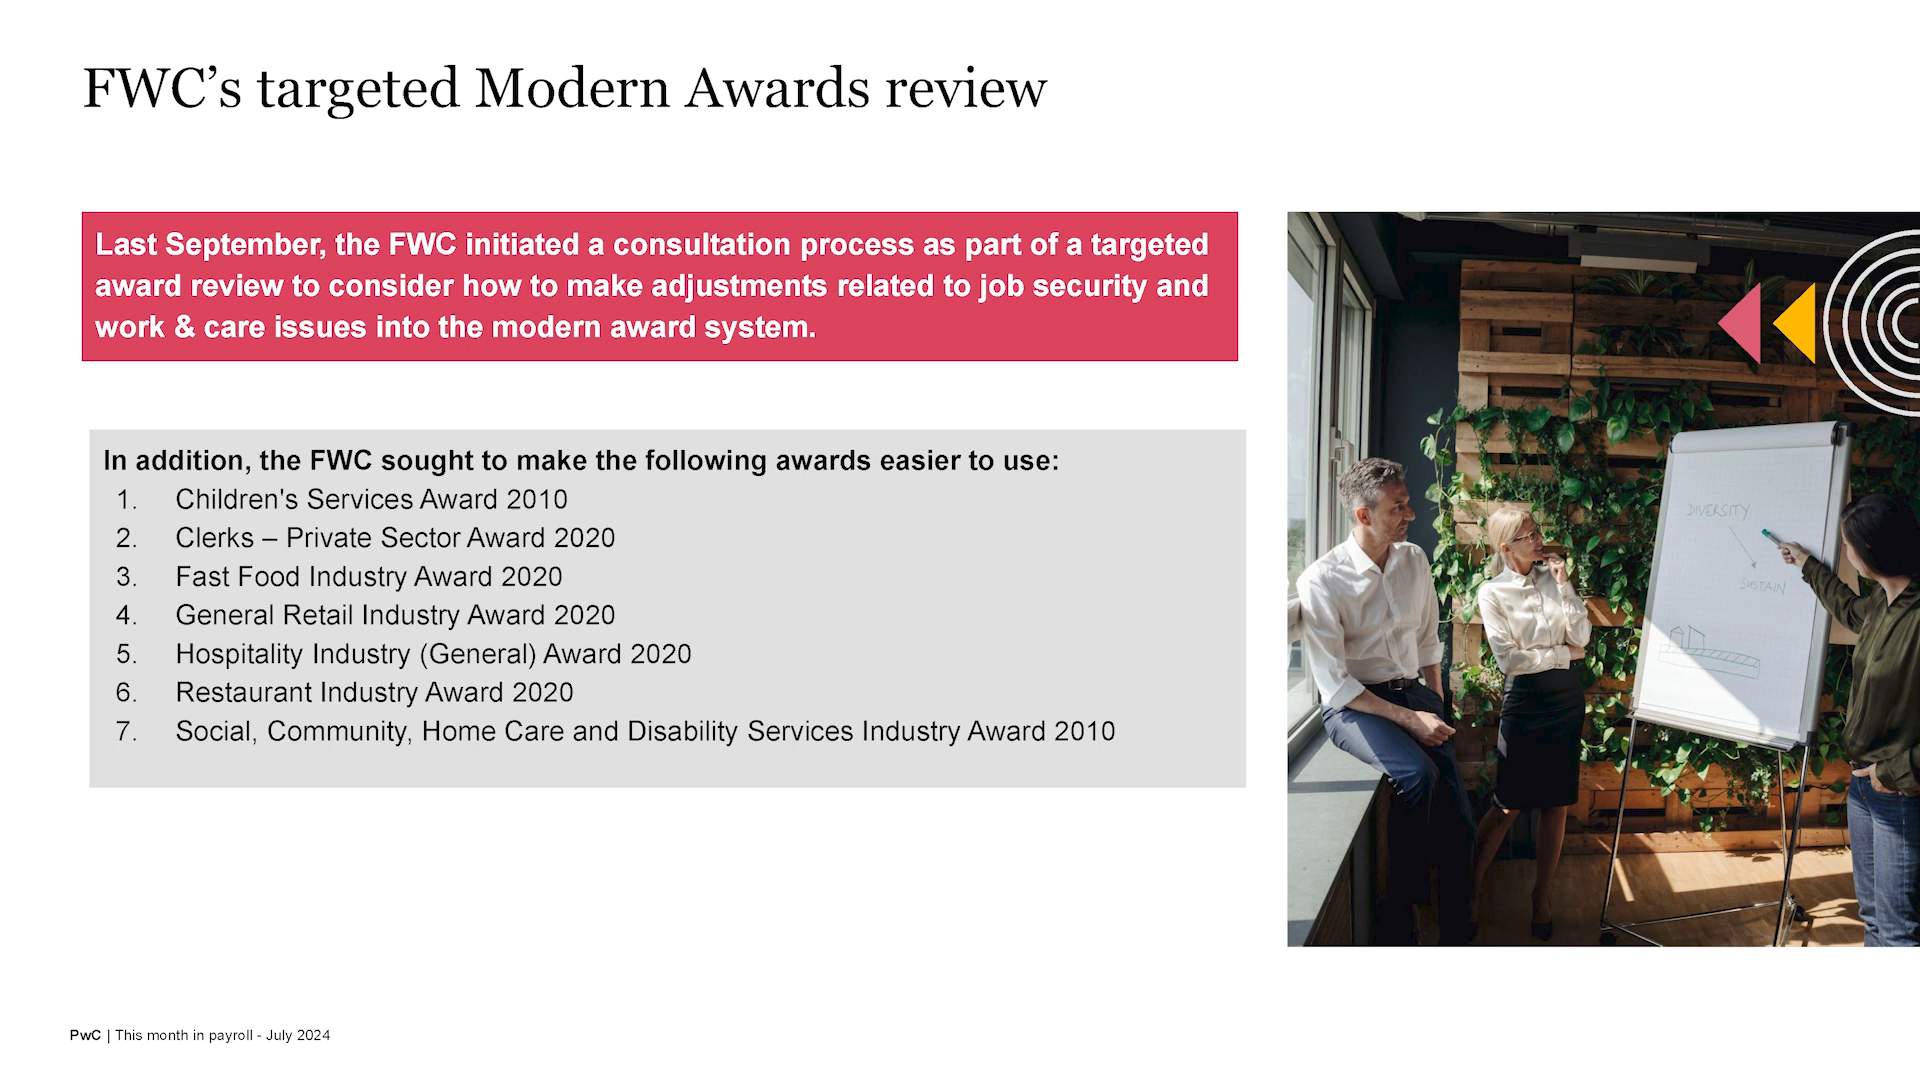 FWC’s targeted Modern Awards review
Last September, the FWC initiated a consultation process as part of a targeted
award review to consider how to make adjustments related to job security and
work & care issues into the modern award system.
In addition, the FWC sought to make the following awards easier to use:
1. Children's Services Award 2010
2. Clerks – Private Sector Award 2020
3. Fast Food Industry Award 2020
4. General Retail Industry Award 2020
5. Hospitality Industry (General) Award 2020
6. Restaurant Industry Award 2020
7. Social, Community, Home Care and Disability Services Industry Award 2010
DIVERSITY
SUSTAIN
PwC | This month in payroll - July 2024